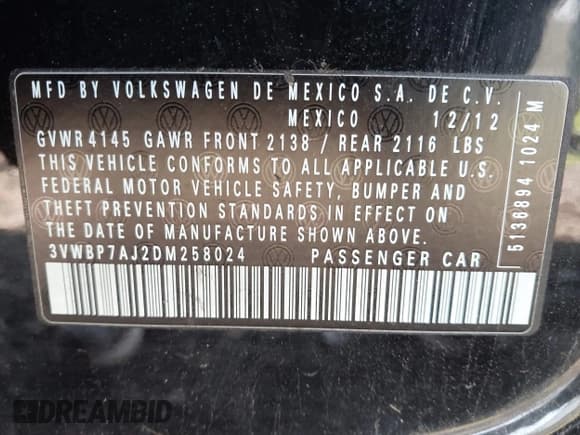 MFD BY VOLKSWAGEN DE MEXICO S.A. DE C.V.
MEXICO 12/12
GVWR 4145 GAWR FRONT 2138 / REAR 2116 LBS
THIS VEHICLE CONFORMS TO ALL APPLICABLE U.S.
FEDERAL MOTOR VEHICLE SAFETY, BUMPER AND
THEFT PREVENTION STANDARDS IN EFFECT ON
THE DATE OF MANUFACTURE SHOWN ABOVE.
3VWBP7AJ2DM258024 PASSENGER CAR
5136894 1024 M
DREAMBID